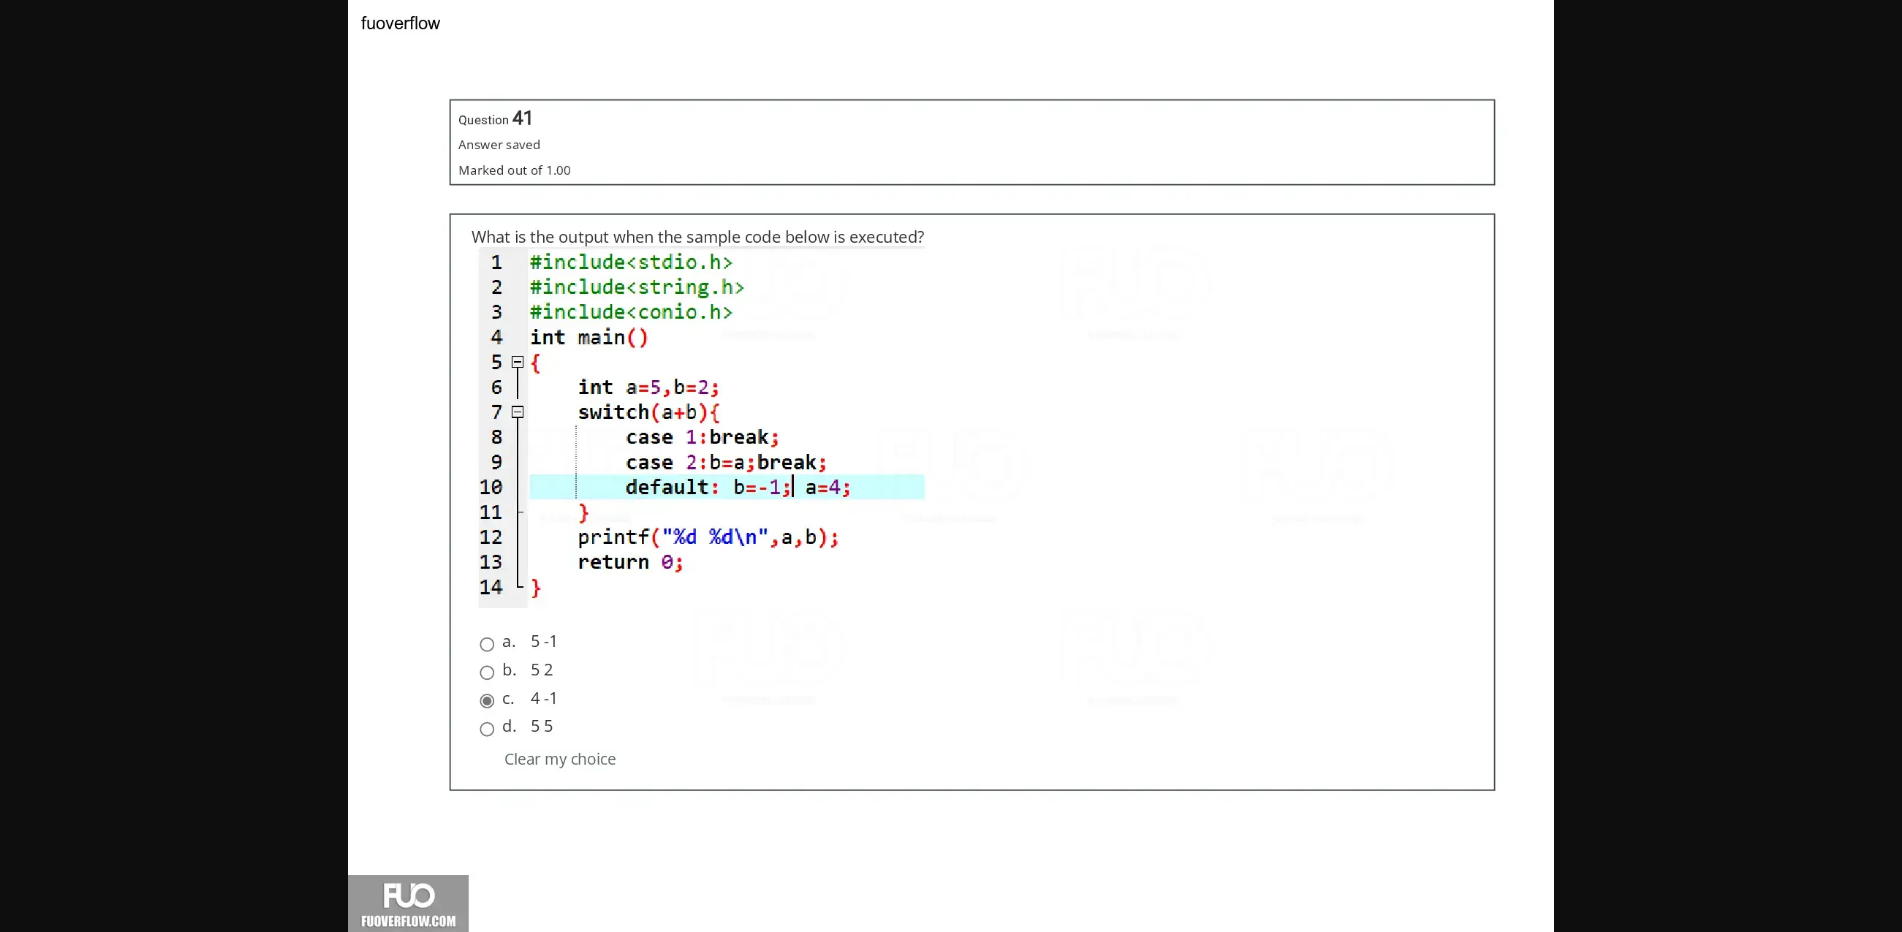 fuoverflow
Question 41
Answer saved
Marked out of 1.00
What is the output when the sample code below is executed?
1 #include<stdio.h>
2 #include<string.h>
3 #include<conio.h>
4 int main()
5 {
6 int a=5,b=2;
7 switch(a+b){
8 case 1:break;
9 case 2:b=a;break;
10 default: b=-1; a=4;
11 }
12 printf("%d %d\n",a,b);
13 return 0;
14 }
a. 5 -1
b. 5 2
c. 4 -1
d. 5 5
Clear my choice
FUO
FUOVERFLOW.COM